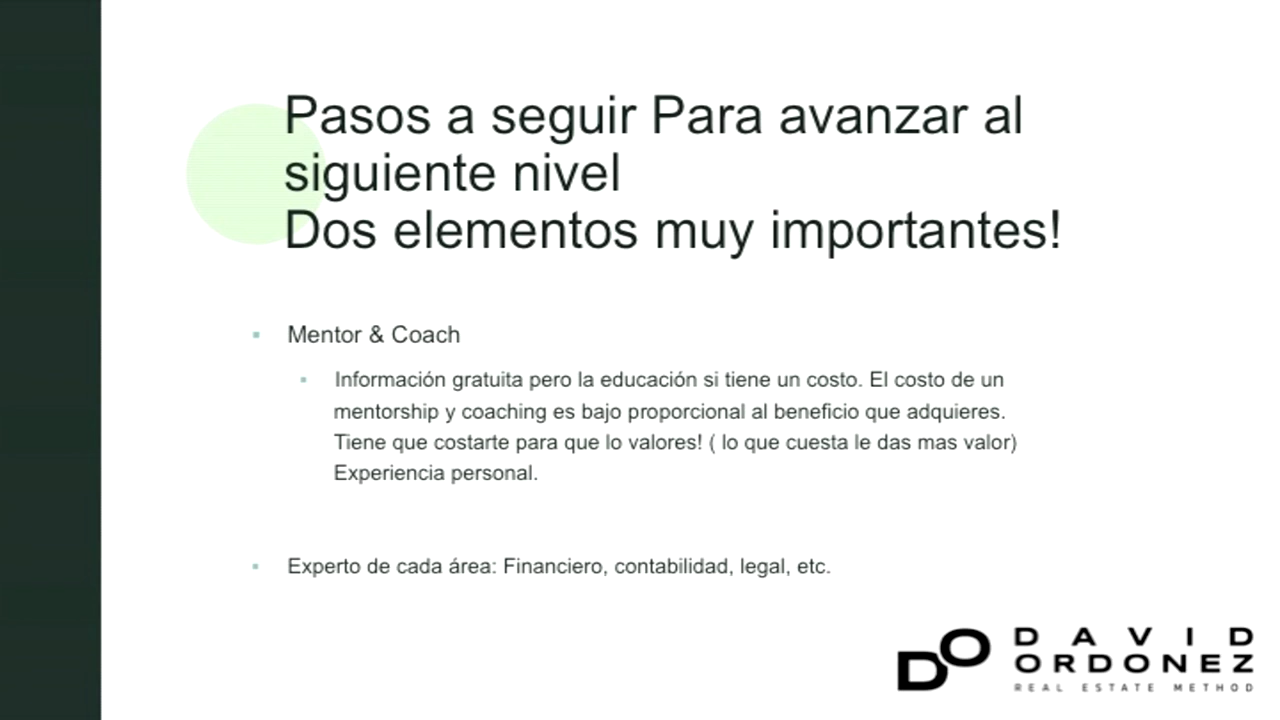 Pasos a seguir Para avanzar al
siguiente nivel
Dos elementos muy importantes!
Mentor & Coach
Información gratuita pero la educación si tiene un costo. El costo de un
mentorship y coaching es bajo proporcional al beneficio que adquieres.
Tiene que costarte para que lo valores! ( lo que cuesta le das mas valor)
Experiencia personal.
Experto de cada área: Financiero, contabilidad, legal, etc.
DO
DAVID
ORDONEZ
REAL ESTATE METHOD